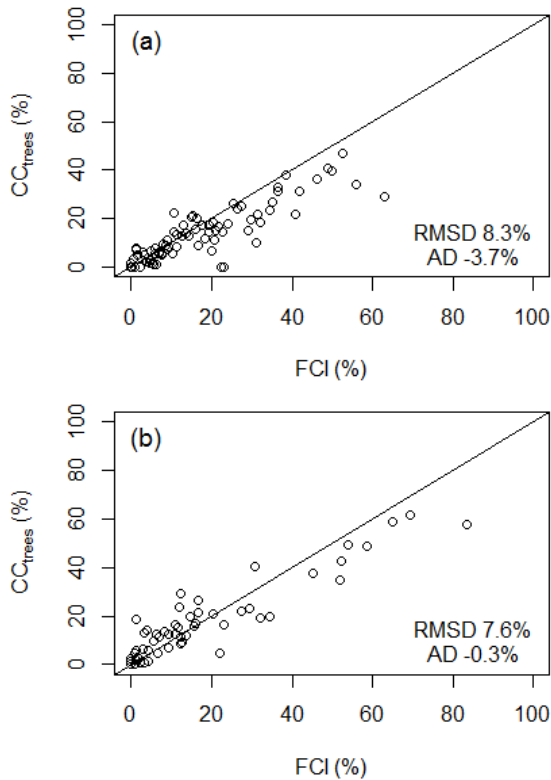 (a)
100
80
60
40
20
0
CCtrees (%)
RMSD 8.3%
AD -3.7%
0 20 40 60 80 100
FCI (%)
(b)
100
80
60
40
20
0
CCtrees (%)
RMSD 7.6%
AD -0.3%
0 20 40 60 80 100
FCI (%)